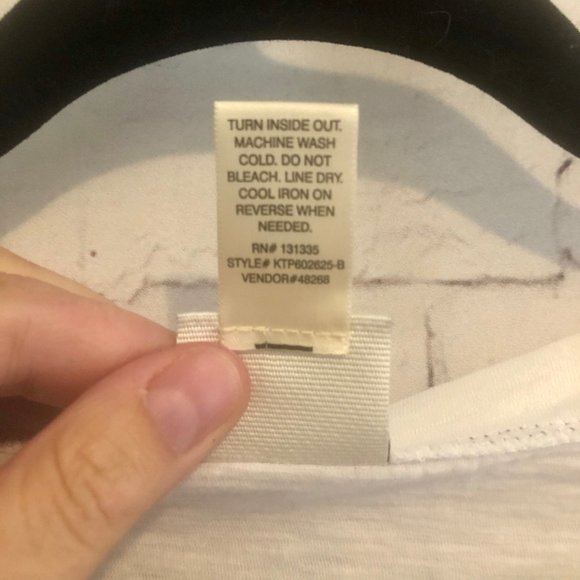 TURN INSIDE OUT.
MACHINE WASH
COLD. DO NOT
BLEACH. LINE DRY.
COOL IRON ON
REVERSE WHEN
NEEDED.
RN# 131335
STYLE# KTP602625-B
VENDOR#48268